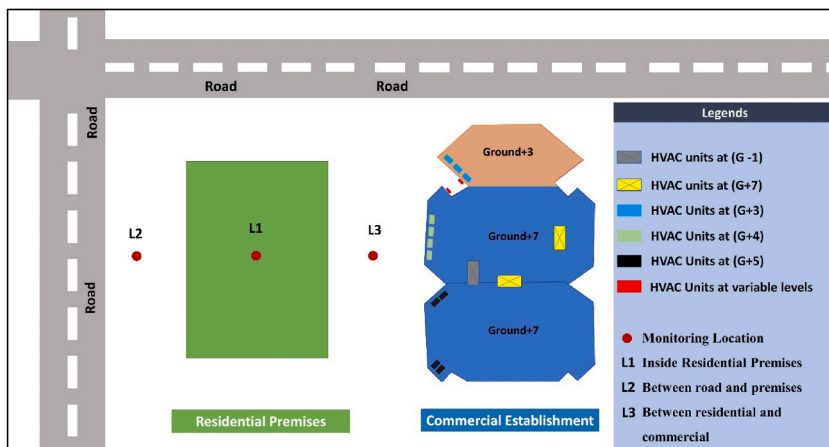 Road
Road
Road
Road
L2
L1
L3
Ground+3
Ground+7
Ground+7
Residential Premises
Commercial Establishment
Legends
HVAC units at (G -1)
HVAC units at (G+7)
HVAC Units at (G+3)
HVAC Units at (G+4)
HVAC Units at (G+5)
HVAC Units at variable levels
Monitoring Location
L1 Inside Residential Premises
L2 Between road and premises
L3 Between residential and
commercial